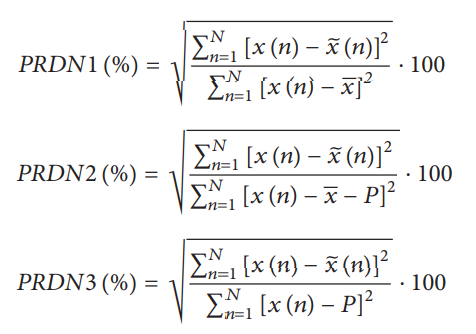 PRDN1 (%) = √( ∑_{n=1}^{N} [x (n) − x̃ (n)]² / ∑_{n=1}^{N} [x (n) − x̅]² ) · 100
PRDN2 (%) = √( ∑_{n=1}^{N} [x (n) − x̃ (n)]² / ∑_{n=1}^{N} [x (n) − x̅ − P]² ) · 100
PRDN3 (%) = √( ∑_{n=1}^{N} [x (n) − x̃ (n)]² / ∑_{n=1}^{N} [x (n) − P]² ) · 100